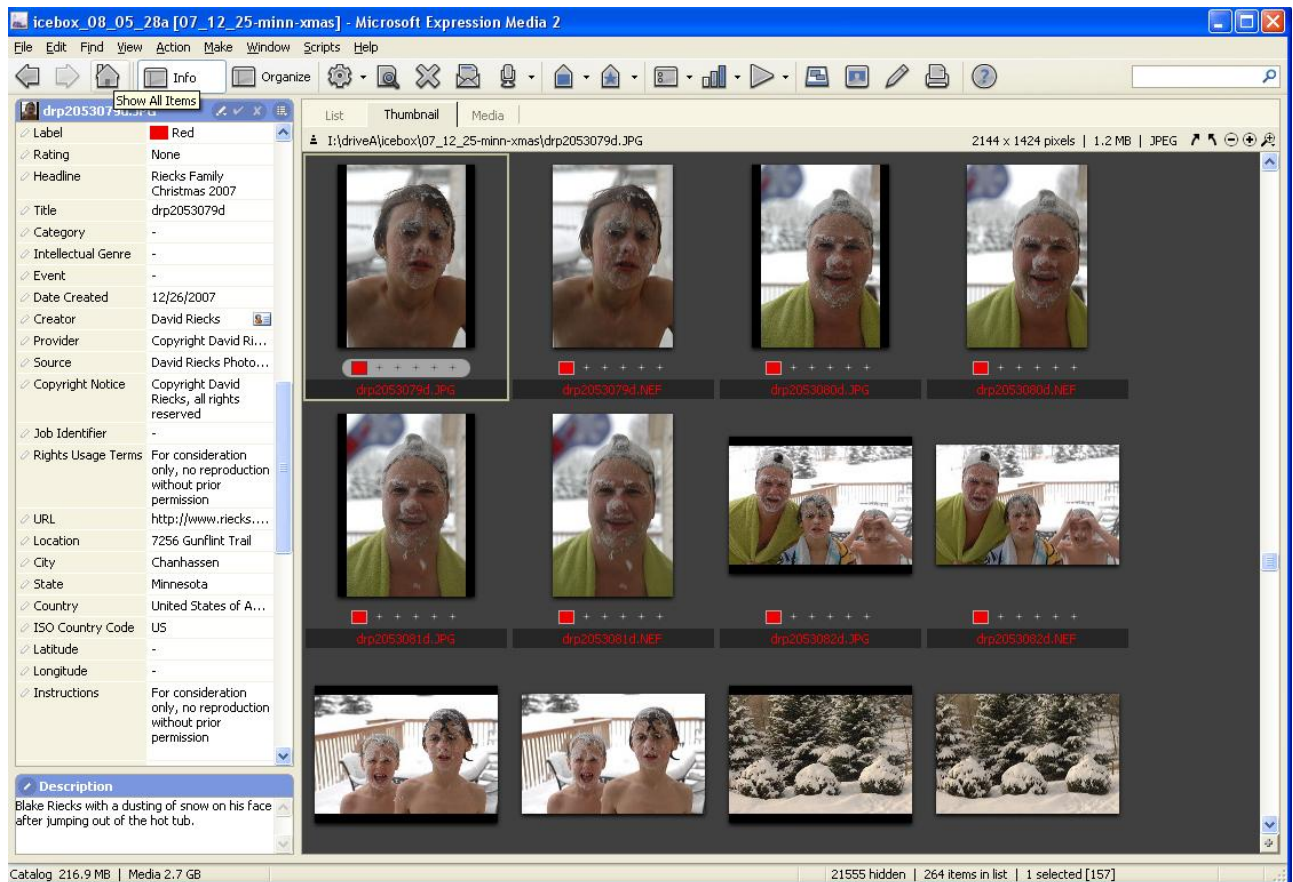 icebox_08_05_28a [07_12_25-minn-xmas] - Microsoft Expression Media 2
File Edit Find View Action Make Window Scripts Help
Info Organize
Show All Items
List Thumbnail Media
I:\driveA\icebox\07_12_25-minn-xmas\drp2053079d.JPG 2144 x 1424 pixels | 1.2 MB | JPEG
Label Red
Rating None
Headline Riecks Family
Christmas 2007
Title drp2053079d
Category -
Intellectual Genre -
Event -
Date Created 12/26/2007
Creator David Riecks
Provider Copyright David Ri...
Source David Riecks Photo...
Copyright Notice Copyright David
Riecks, all rights
reserved
Job Identifier -
Rights Usage Terms For consideration
only, no reproduction
without prior
permission
URL http://www.riecks....
Location 7256 Gunflint Trail
City Chanhassen
State Minnesota
Country United States of A...
ISO Country Code US
Latitude -
Longitude -
Instructions For consideration
only, no reproduction
without prior
permission
Description
Blake Riecks with a dusting of snow on his face
after jumping out of the hot tub.
drp2053079d.JPG drp2053079d.NEF drp2053080d.JPG drp2053080d.NEF
drp2053081d.JPG drp2053081d.NEF drp2053082d.JPG drp2053082d.NEF
Catalog 216.9 MB | Media 2.7 GB 21555 hidden | 264 items in list | 1 selected [157]